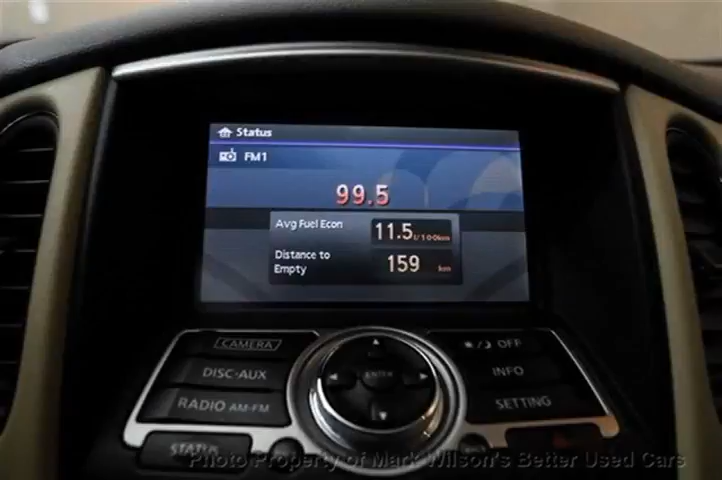 Status
FM1
99.5
Avg Fuel Econ 11.5 l/100km
Distance to Empty 159 km
CAMERA
DISC-AUX
RADIO AM-FM
STATUS
ENTER
OFF
INFO
SETTING
Photo Property of Mark Wilson's Better Used Cars